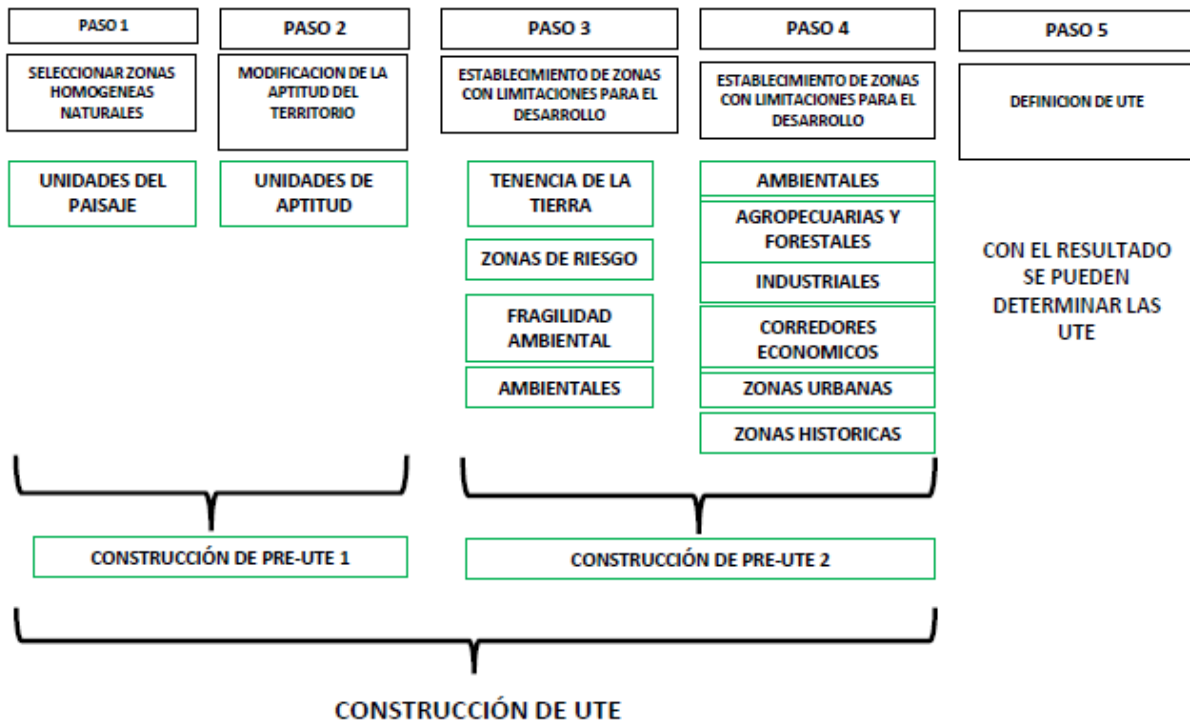 PASO 1
SELECCIONAR ZONAS
HOMOGENEAS
NATURALES
UNIDADES DEL
PAISAJE
PASO 2
MODIFICACION DE LA
APTITUD DEL
TERRITORIO
UNIDADES DE
APTITUD
PASO 3
ESTABLECIMIENTO DE ZONAS
CON LIMITACIONES PARA EL
DESARROLLO
TENENCIA DE LA
TIERRA
ZONAS DE RIESGO
FRAGILIDAD
AMBIENTAL
AMBIENTALES
PASO 4
ESTABLECIMIENTO DE ZONAS
CON LIMITACIONES PARA EL
DESARROLLO
AMBIENTALES
AGROPECUARIAS Y
FORESTALES
INDUSTRIALES
CORREDORES
ECONOMICOS
ZONAS URBANAS
ZONAS HISTORICAS
PASO 5
DEFINICION DE UTE
CON EL RESULTADO
SE PUEDEN
DETERMINAR LAS
UTE
CONSTRUCCIÓN DE PRE-UTE 1
CONSTRUCCIÓN DE PRE-UTE 2
CONSTRUCCIÓN DE UTE